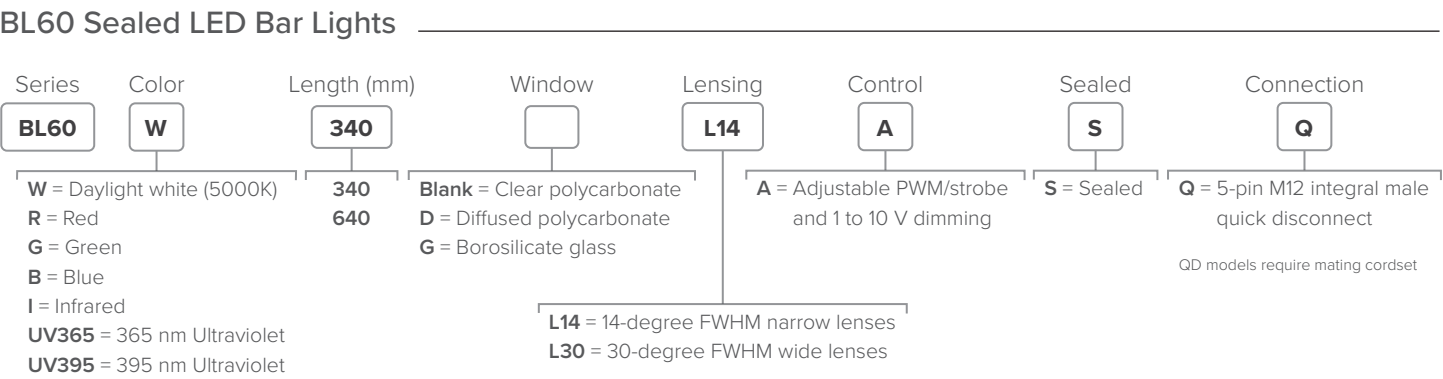 BL60 Sealed LED Bar Lights
Series Color Length (mm) Window Lensing Control Sealed Connection
BL60 W 340 L14 A S Q
W = Daylight white (5000K)
R = Red
G = Green
B = Blue
I = Infrared
UV365 = 365 nm Ultraviolet
UV395 = 395 nm Ultraviolet
340
640
Blank = Clear polycarbonate
D = Diffused polycarbonate
G = Borosilicate glass
L14 = 14-degree FWHM narrow lenses
L30 = 30-degree FWHM wide lenses
A = Adjustable PWM/strobe
and 1 to 10 V dimming
S = Sealed
Q = 5-pin M12 integral male
quick disconnect
QD models require mating cordset